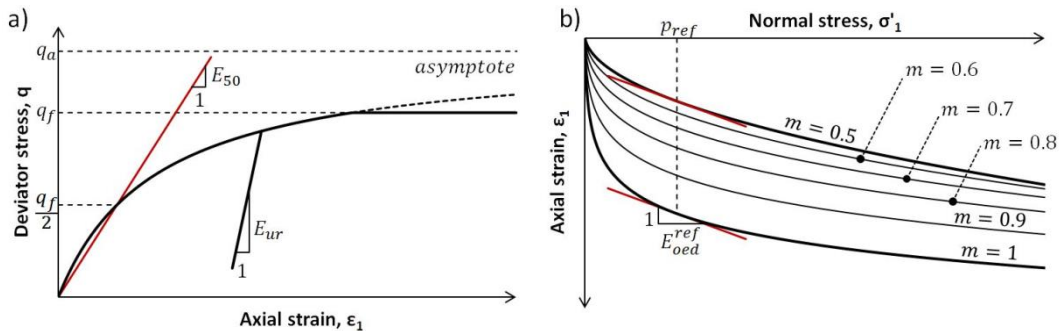 a)
q_a
asymptote
E_50
1
q_f
q_f/2
E_ur
1
Deviator stress, q
Axial strain, ε_1
b)
Normal stress, σ'_1
p_ref
m = 0.6
m = 0.7
m = 0.8
m = 0.5
m = 0.9
m = 1
1
E_oed^ref
Axial strain, ε_1